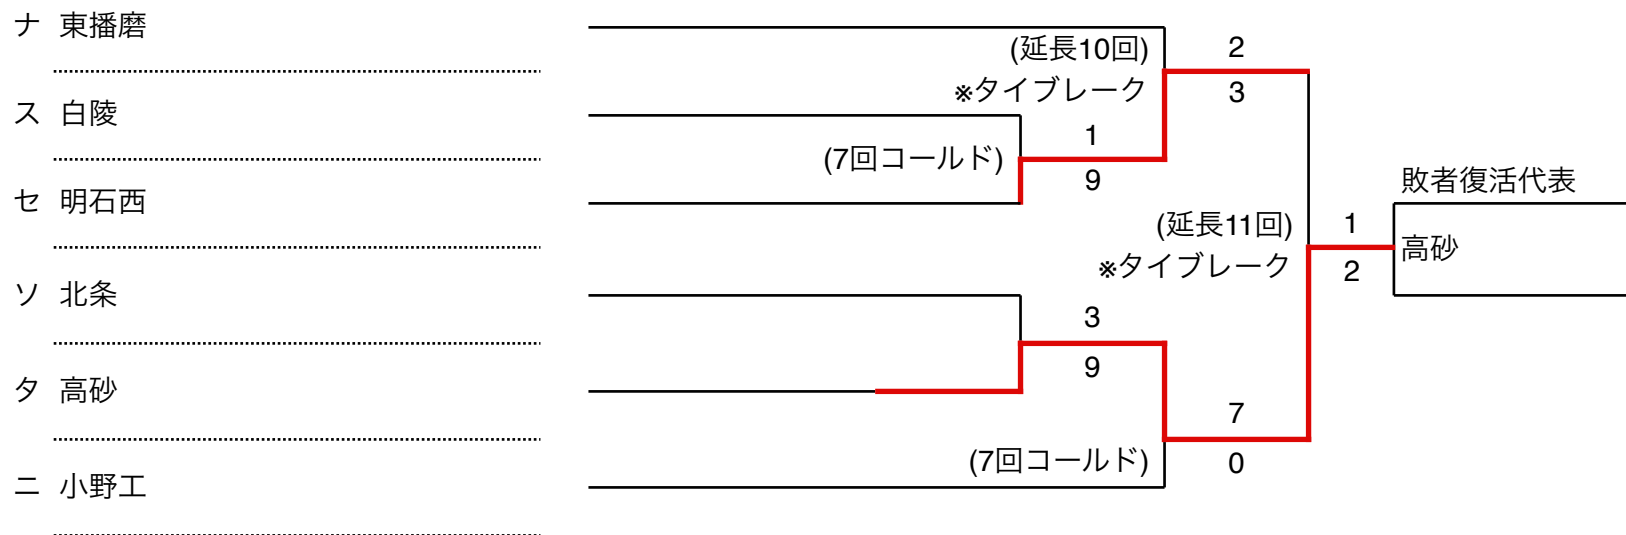 ナ 東播磨
(延長10回)
2
※タイブレーク
3
ス 白陵
1
(7回コールド)
9
セ 明石西
敗者復活代表
(延長11回)
1
高砂
※タイブレーク
2
ソ 北条
3
9
タ 高砂
7
(7回コールド)
0
ニ 小野工